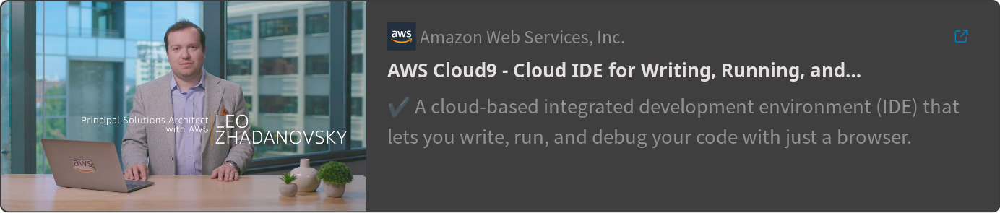 Principal Solutions Architect
with AWS
LEO
ZHADANOVSKY
aws
aws
Amazon Web Services, Inc.
AWS Cloud9 - Cloud IDE for Writing, Running, and...
✔ A cloud-based integrated development environment (IDE) that
lets you write, run, and debug your code with just a browser.